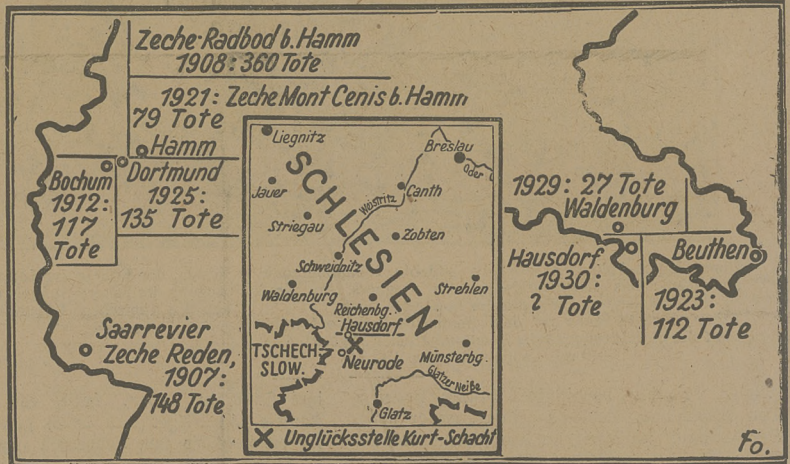 Zeche-Radbod b. Hamm
1908: 360 Tote
1921: Zeche Mont Cenis b. Hamm
79 Tote
Hamm
Bochum
1912:
117
Tote
Dortmund
1925:
135 Tote
Saarrevier
Zeche Reden,
1907:
148 Tote
Liegnitz
Breslau
Oder
SCHLESIEN
Jauer
Canth
Weistritz
Striegau
Zobten
Schweidnitz
Waldenburg
Strehlen
Reichenbg.
Hausdorf
TSCHECH-
SLOW.
Neurode
Münsterbg.
Glatzer Neiße
Glatz
X Unglücksstelle Kurt-Schacht
1929: 27 Tote
Waldenburg
Hausdorf
1930:
? Tote
Beuthen
1923:
112 Tote
Fo.